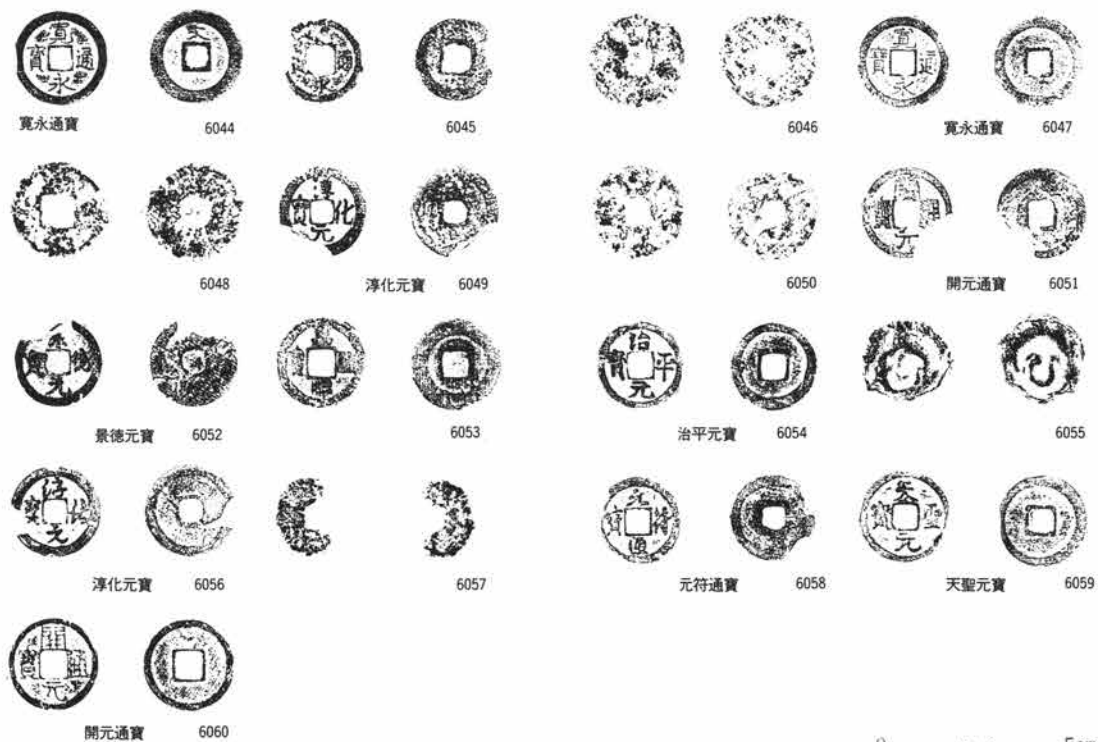 寛永通寳 6044 6045 6046 寛永通寳 6047
6048 淳化元寳 6049 6050 開元通寳 6051
景徳元寳 6052 6053 治平元寳 6054 6055
淳化元寳 6056 6057 元符通寳 6058 天聖元寳 6059
開元通寳 6060